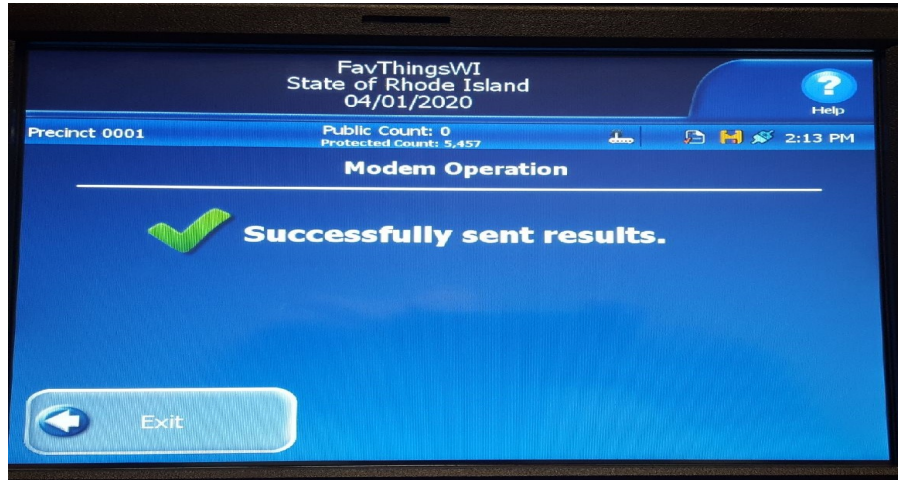 FavThingsWI
State of Rhode Island
04/01/2020
Help
Precinct 0001
Public Count: 0
Protected Count: 5,457
2:13 PM
Modem Operation
Successfully sent results.
Exit